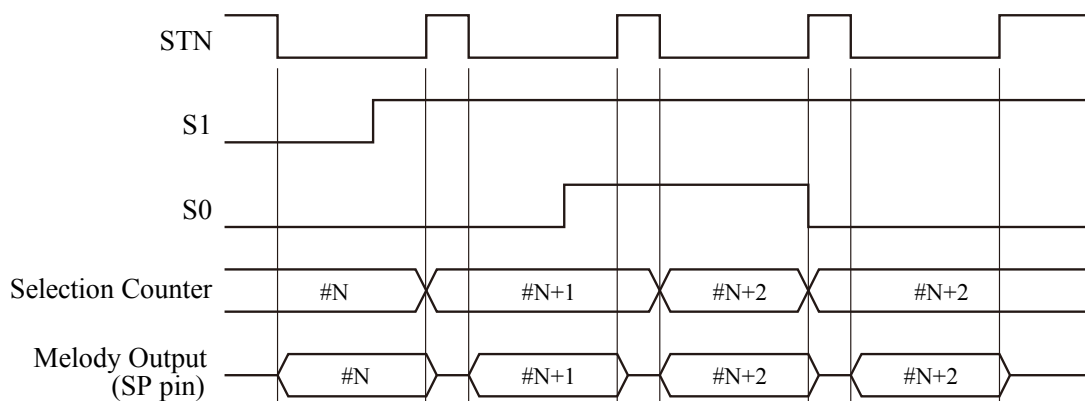 STN
S1
S0
Selection Counter #N #N+1 #N+2 #N+2
Melody Output
(SP pin) #N #N+1 #N+2 #N+2